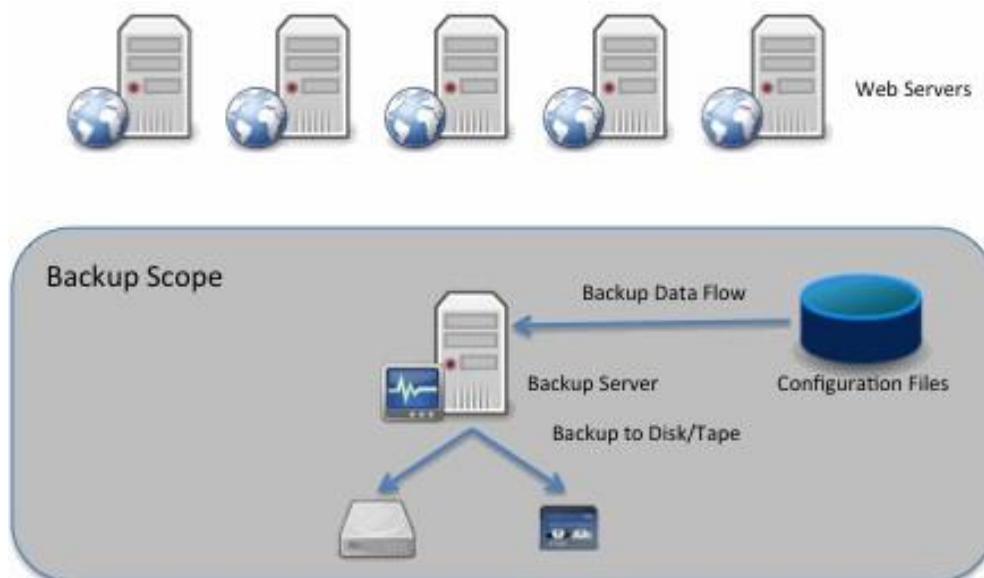 Web Servers
Backup Scope
Backup Data Flow
Backup Server
Configuration Files
Backup to Disk/Tape